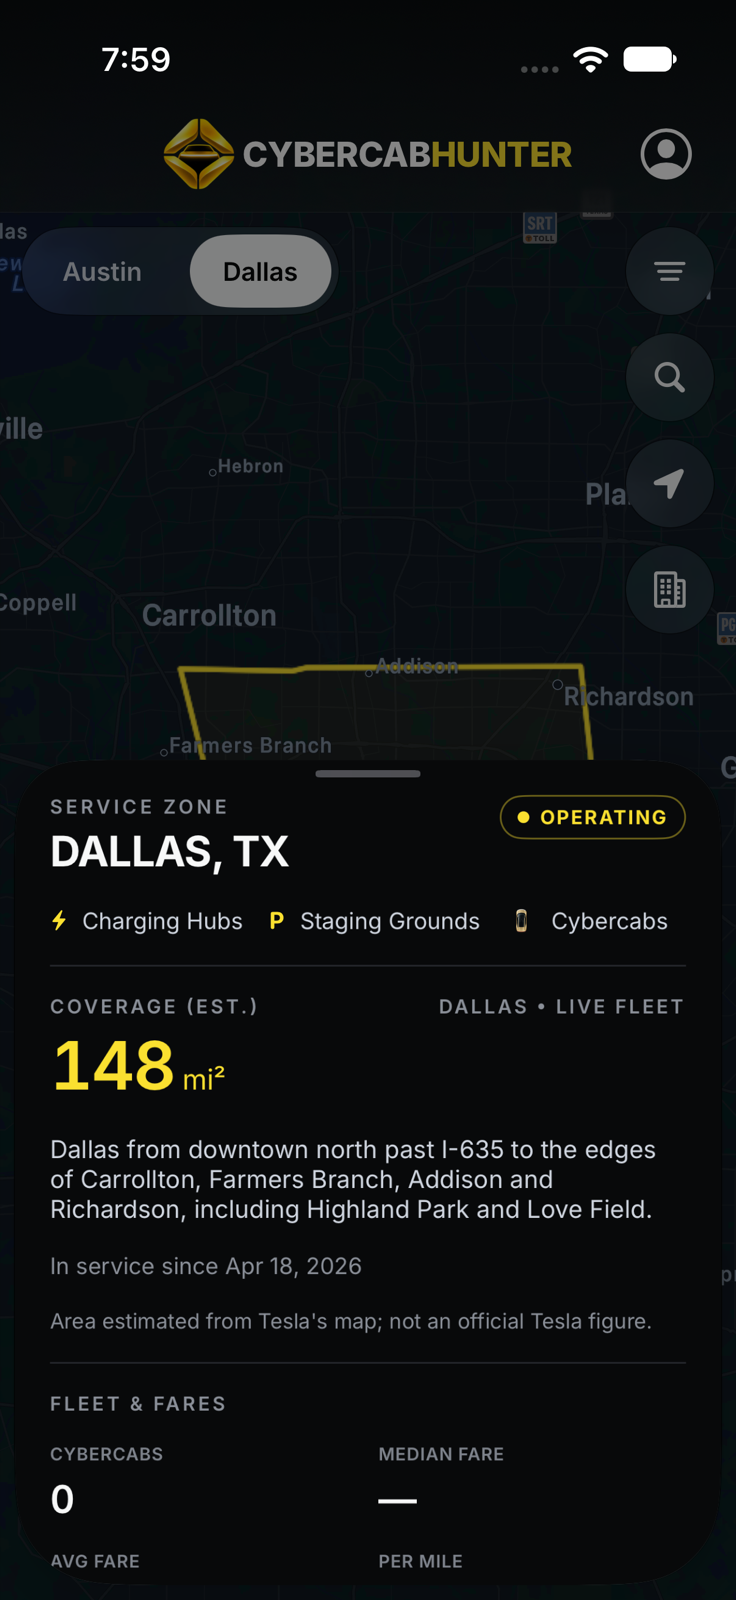 7:59
CYBERCABHUNTER
las
SRT
TOLL
Austin
Dallas
ville
Hebron
Pla
Coppell
Carrollton
PG
Addison
Richardson
Farmers Branch
G
SERVICE ZONE
OPERATING
DALLAS, TX
Charging Hubs
P Staging Grounds
Cybercabs
COVERAGE (EST.)
DALLAS • LIVE FLEET
148 mi²
Dallas from downtown north past I-635 to the edges
of Carrollton, Farmers Branch, Addison and
Richardson, including Highland Park and Love Field.
In service since Apr 18, 2026
Area estimated from Tesla's map; not an official Tesla figure.
FLEET & FARES
CYBERCABS
MEDIAN FARE
0
—
AVG FARE
PER MILE